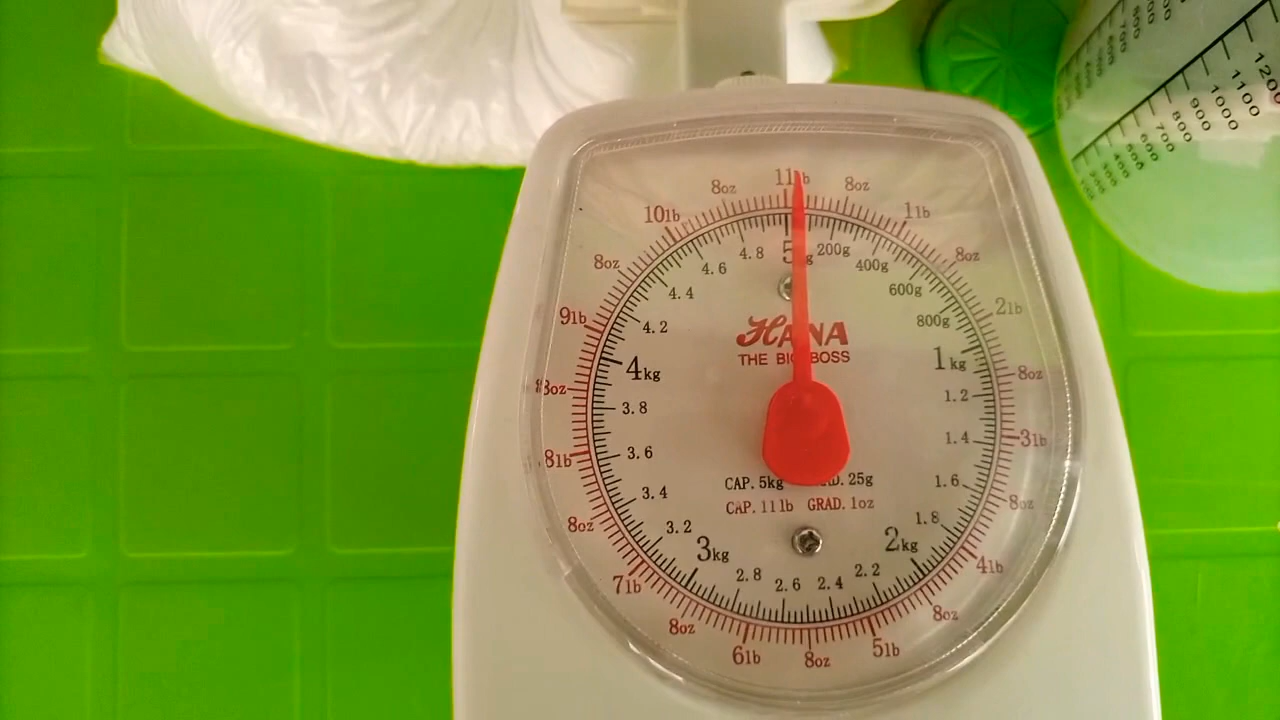 11lb
8oz
8oz
10lb
1lb
8oz
8oz
9lb
2lb
8oz
8oz
8lb
3lb
8oz
8oz
7lb
4lb
8oz
8oz
6lb
5lb
8oz
5
200g
400g
600g
800g
1kg
1.2
1.4
1.6
1.8
2kg
2.2
2.4
2.6
2.8
3kg
3.2
3.4
3.6
3.8
4kg
4.2
4.4
4.6
4.8
HANA
THE BIG BOSS
CAP.5kg 25g
CAP.11lb GRAD.1oz
1200
1100
1000
900
800
700
600